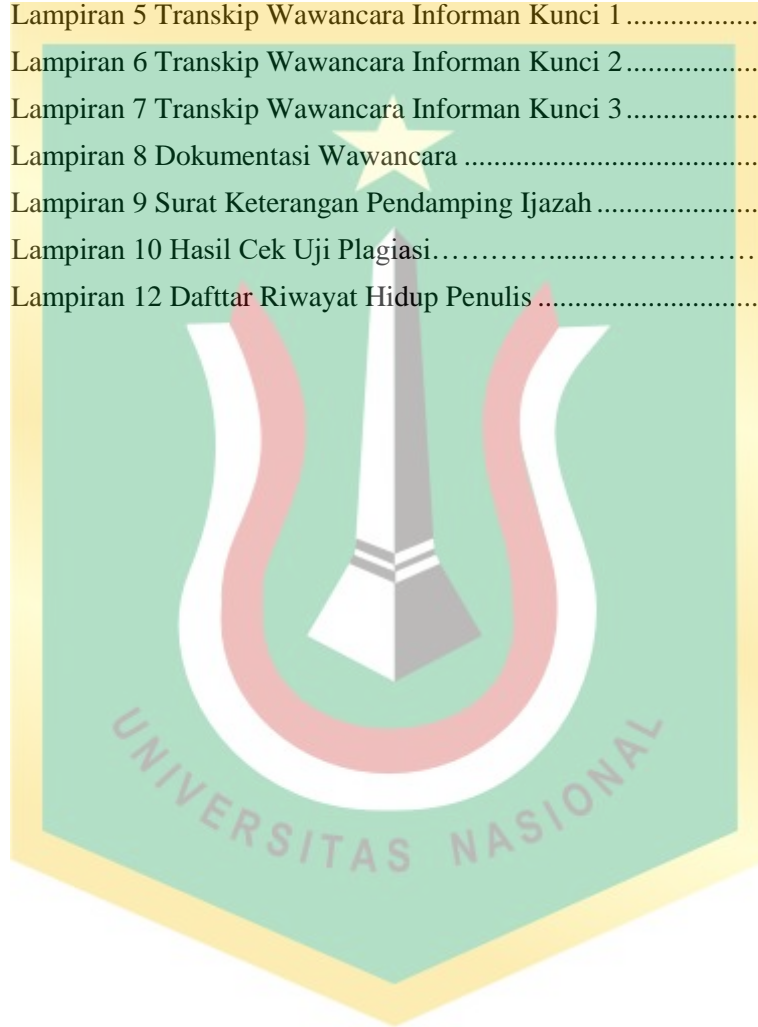 Lampiran 5 Transkip Wawancara Informan Kunci 1.................
Lampiran 6 Transkip Wawancara Informan Kunci 2.................
Lampiran 7 Transkip Wawancara Informan Kunci 3.................
Lampiran 8 Dokumentasi Wawancara ......................................
Lampiran 9 Surat Keterangan Pendamping Ijazah.....................
Lampiran 10 Hasil Cek Uji Plagiasi…………......………………
Lampiran 12 Dafttar Riwayat Hidup Penulis.............................
UNIVERSITAS NASIONAL